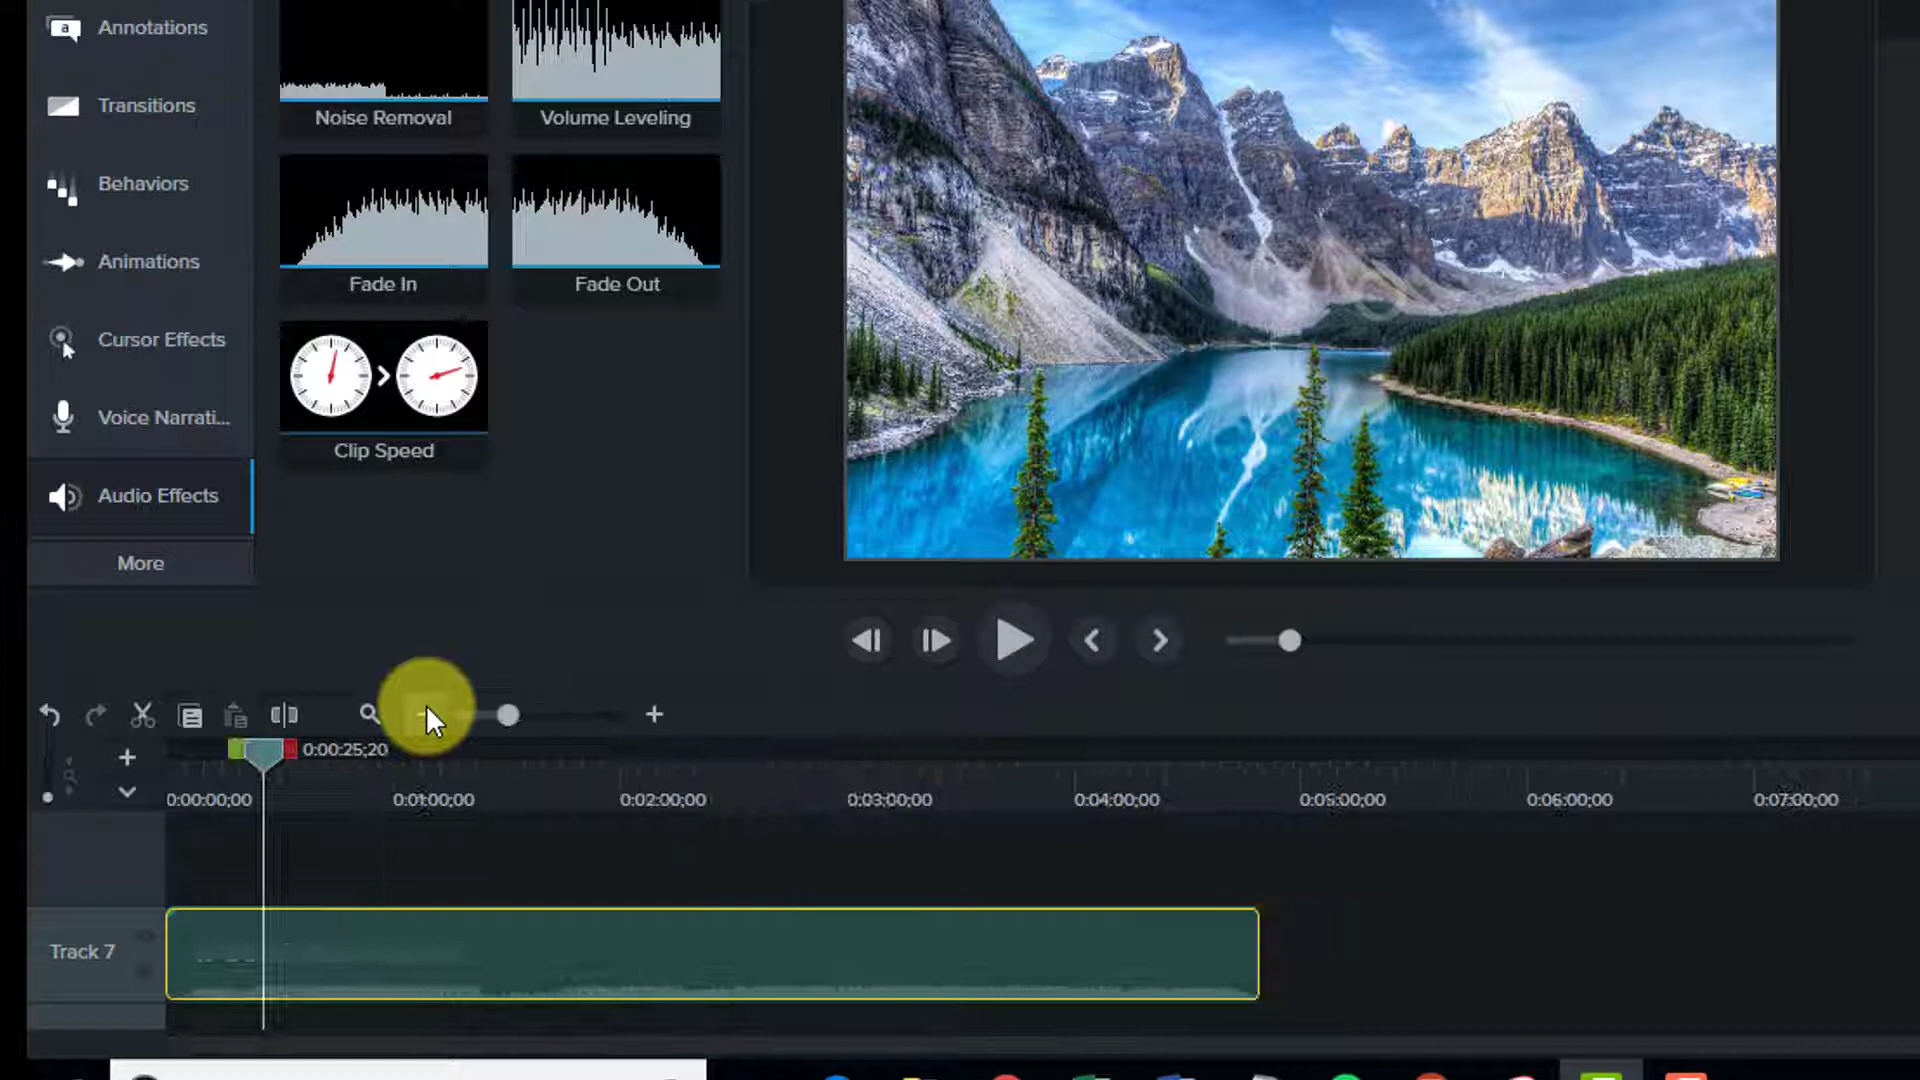 Annotations
Transitions
Behaviors
Animations
Cursor Effects
Voice Narrati...
Audio Effects
More
Noise Removal
Volume Leveling
Fade In
Fade Out
Clip Speed
0:00:25;20
0:00:00;00
0:01:00;00
0:02:00;00
0:03:00;00
0:04:00;00
0:05:00;00
0:06:00;00
0:07:00;00
Track 7